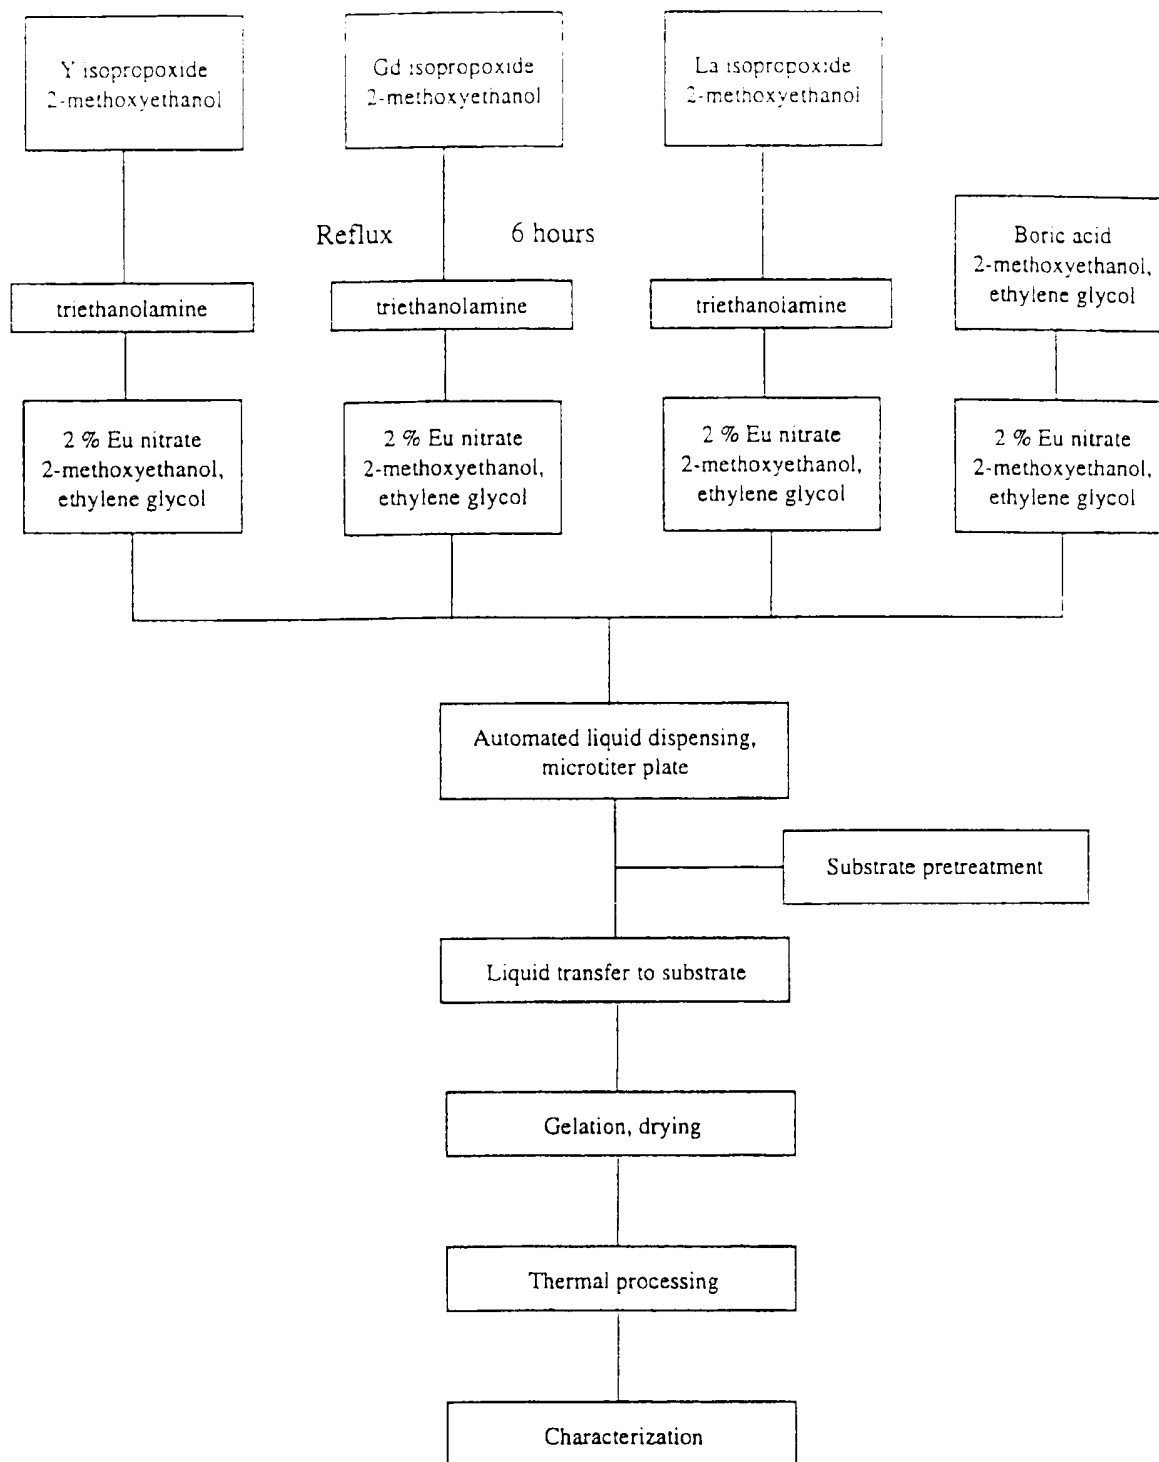 Y isopropoxide
2-methoxyethanol
Gd isopropoxide
2-methoxyethanol
La isopropoxide
2-methoxyethanol
Reflux 6 hours
Boric acid
2-methoxyethanol,
ethylene glycol
triethanolamine
triethanolamine
triethanolamine
2 % Eu nitrate
2-methoxyethanol,
ethylene glycol
2 % Eu nitrate
2-methoxyethanol,
ethylene glycol
2 % Eu nitrate
2-methoxyethanol,
ethylene glycol
2 % Eu nitrate
2-methoxyethanol,
ethylene glycol
Automated liquid dispensing,
microtiter plate
Substrate pretreatment
Liquid transfer to substrate
Gelation, drying
Thermal processing
Characterization